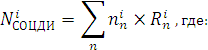 N^i_СОЦДИ = ∑_n n^i_n × R^i_n , где: